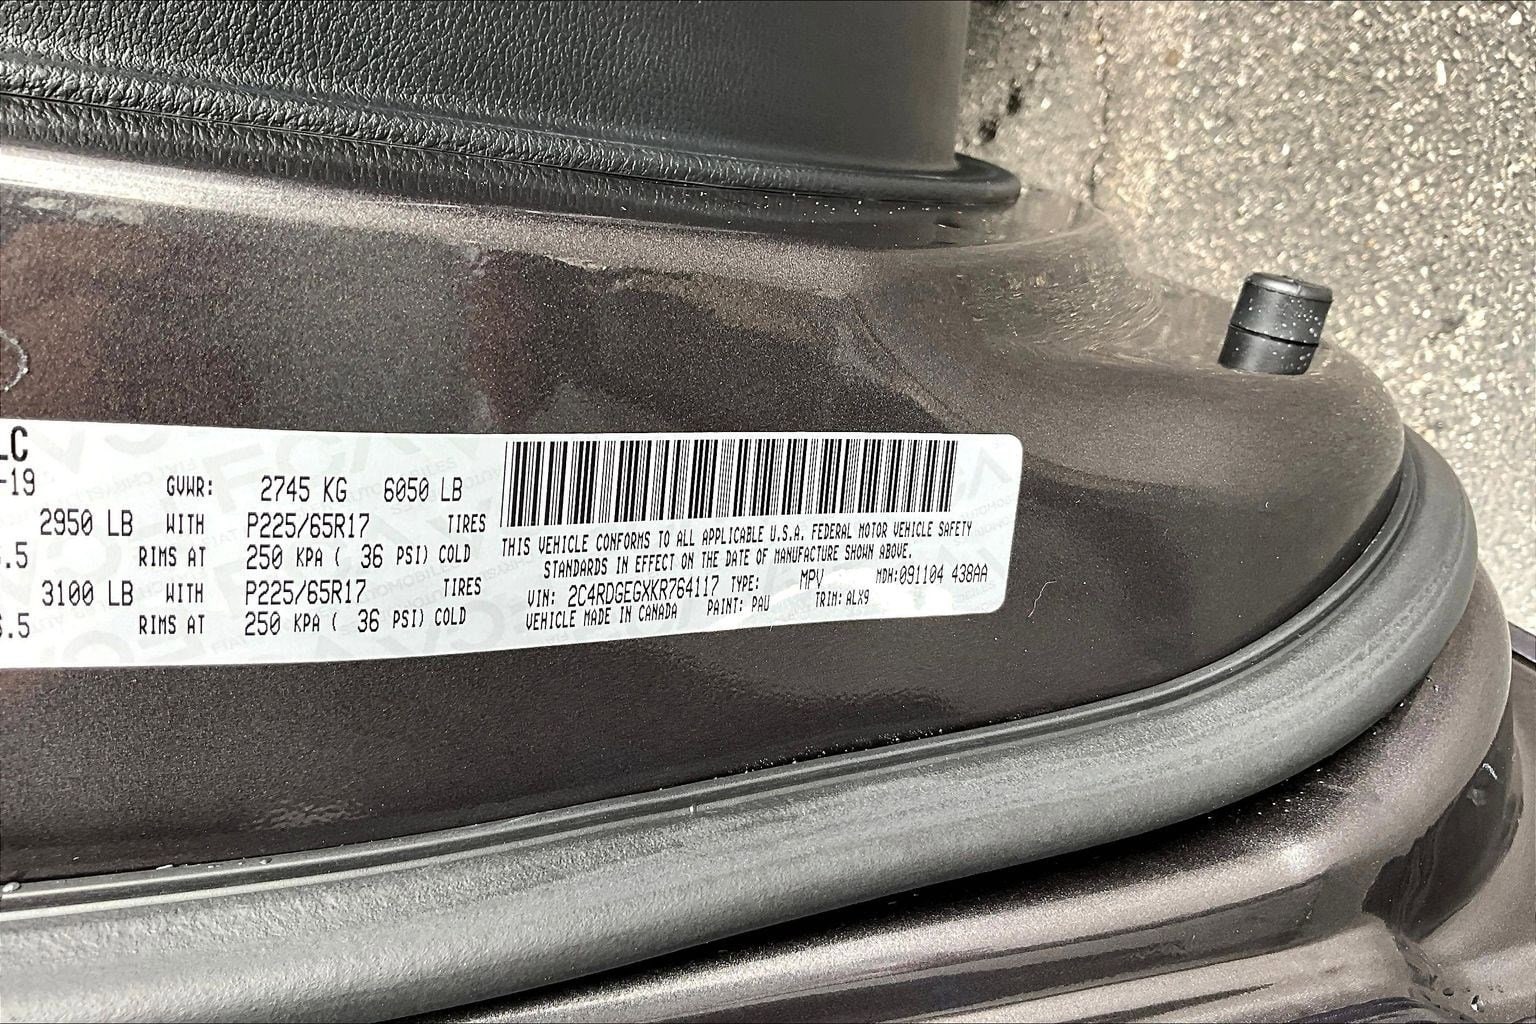 LC
-19 GVWR: 2745 KG 6050 LB
2950 LB WITH P225/65R17 TIRES
.5 RIMS AT 250 KPA ( 36 PSI) COLD
3100 LB WITH P225/65R17 TIRES
.5 RIMS AT 250 KPA ( 36 PSI) COLD
THIS VEHICLE CONFORMS TO ALL APPLICABLE U.S.A. FEDERAL MOTOR VEHICLE SAFETY
STANDARDS IN EFFECT ON THE DATE OF MANUFACTURE SHOWN ABOVE.
VIN: 2C4RDGEGXKR764117 TYPE: MPV MDH:091104 438AA
VEHICLE MADE IN CANADA PAINT: PAU TRIM: ALX9